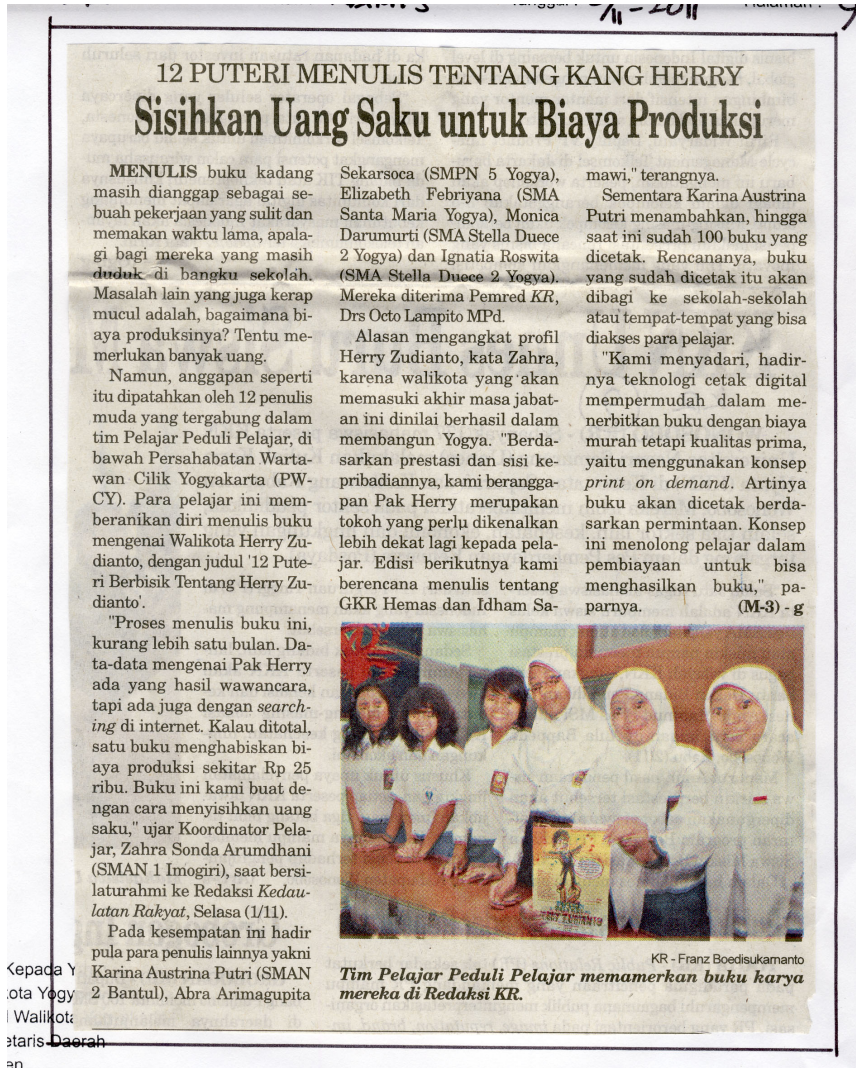 -11-2011
12 PUTERI MENULIS TENTANG KANG HERRY
Sisihkan Uang Saku untuk Biaya Produksi
MENULIS buku kadang
masih dianggap sebagai se-
buah pekerjaan yang sulit dan
memakan waktu lama, apala-
gi bagi mereka yang masih
duduk di bangku sekolah.
Masalah lain yang juga kerap
mucul adalah, bagaimana bi-
aya produksinya? Tentu me-
merlukan banyak uang.
Namun, anggapan seperti
itu dipatahkan oleh 12 penulis
muda yang tergabung dalam
tim Pelajar Peduli Pelajar, di
bawah Persahabatan Warta-
wan Cilik Yogyakarta (PW-
CY). Para pelajar ini mem-
beranikan diri menulis buku
mengenai Walikota Herry Zu-
dianto, dengan judul '12 Pute-
ri Berbisik Tentang Herry Zu-
dianto'.
"Proses menulis buku ini,
kurang lebih satu bulan. Da-
ta-data mengenai Pak Herry
ada yang hasil wawancara,
tapi ada juga dengan search-
ing di internet. Kalau ditotal,
satu buku menghabiskan bi-
aya produksi sekitar Rp 25
ribu. Buku ini kami buat de-
ngan cara menyisihkan uang
saku," ujar Koordinator Pela-
jar, Zahra Sonda Arumdhani
(SMAN 1 Imogiri), saat bersi-
laturahmi ke Redaksi Kedau-
latan Rakyat, Selasa (1/11).
Pada kesempatan ini hadir
pula para penulis lainnya yakni
Karina Austrina Putri (SMAN
2 Bantul), Abra Arimagupita
Sekarsoca (SMPN 5 Yogya),
Elizabeth Febriyana (SMA
Santa Maria Yogya), Monica
Darumurti (SMA Stella Duece
2 Yogya) dan Ignatia Roswita
(SMA Stella Duece 2 Yogya).
Mereka diterima Pemred KR,
Drs Octo Lampito MPd.
Alasan mengangkat profil
Herry Zudianto, kata Zahra,
karena walikota yang akan
memasuki akhir masa jabat-
an ini dinilai berhasil dalam
membangun Yogya. "Berda-
sarkan prestasi dan sisi ke-
pribadiannya, kami berangga-
pan Pak Herry merupakan
tokoh yang perlu dikenalkan
lebih dekat lagi kepada pela-
jar. Edisi berikutnya kami
berencana menulis tentang
GKR Hemas dan Idham Sa-
mawi," terangnya.
Sementara Karina Austrina
Putri menambahkan, hingga
saat ini sudah 100 buku yang
dicetak. Rencananya, buku
yang sudah dicetak itu akan
dibagi ke sekolah-sekolah
atau tempat-tempat yang bisa
diakses para pelajar.
"Kami menyadari, hadir-
nya teknologi cetak digital
mempermudah dalam me-
nerbitkan buku dengan biaya
murah tetapi kualitas prima,
yaitu menggunakan konsep
print on demand. Artinya
buku akan dicetak berda-
sarkan permintaan. Konsep
ini menolong pelajar dalam
pembiayaan untuk bisa
menghasilkan buku," pa-
parnya. (M-3) - g
KR - Franz Boedisukarnanto
Tim Pelajar Peduli Pelajar memamerkan buku karya
mereka di Redaksi KR.
Kepada Y
kota Yogy
Walikota
etaris Daerah